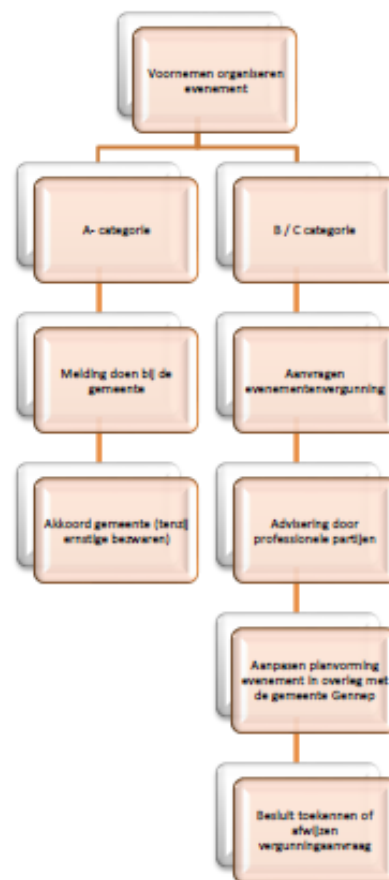 Voornemen organiseren
evenement
A- categorie
B / C categorie
Melding doen bij de
gemeente
Aanvragen
evenementenvergunning
Akkoord gemeente (tenzij
ernstige bezwaren)
Advisering door
professionele partijen
Aanpassen planvorming
evenement in overleg met
de gemeente Gennep
Besluit toekennen of
afwijzen
vergunningaanvraag